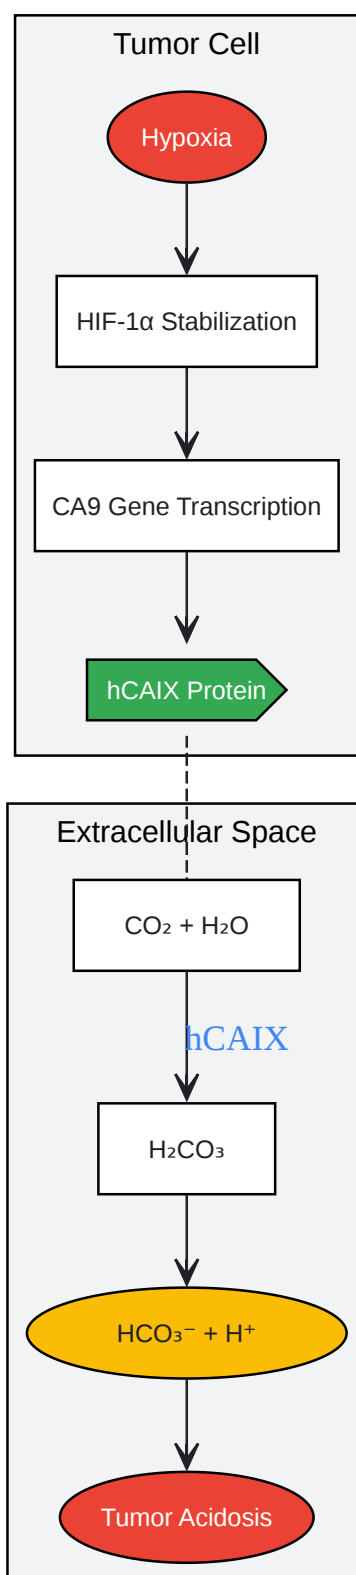 Tumor Cell
Hypoxia
HIF-1α Stabilization
CA9 Gene Transcription
hCAIX Protein
Extracellular Space
CO₂ + H₂O
hCAIX
H₂CO₃
HCO₃⁻ + H⁺
Tumor Acidosis